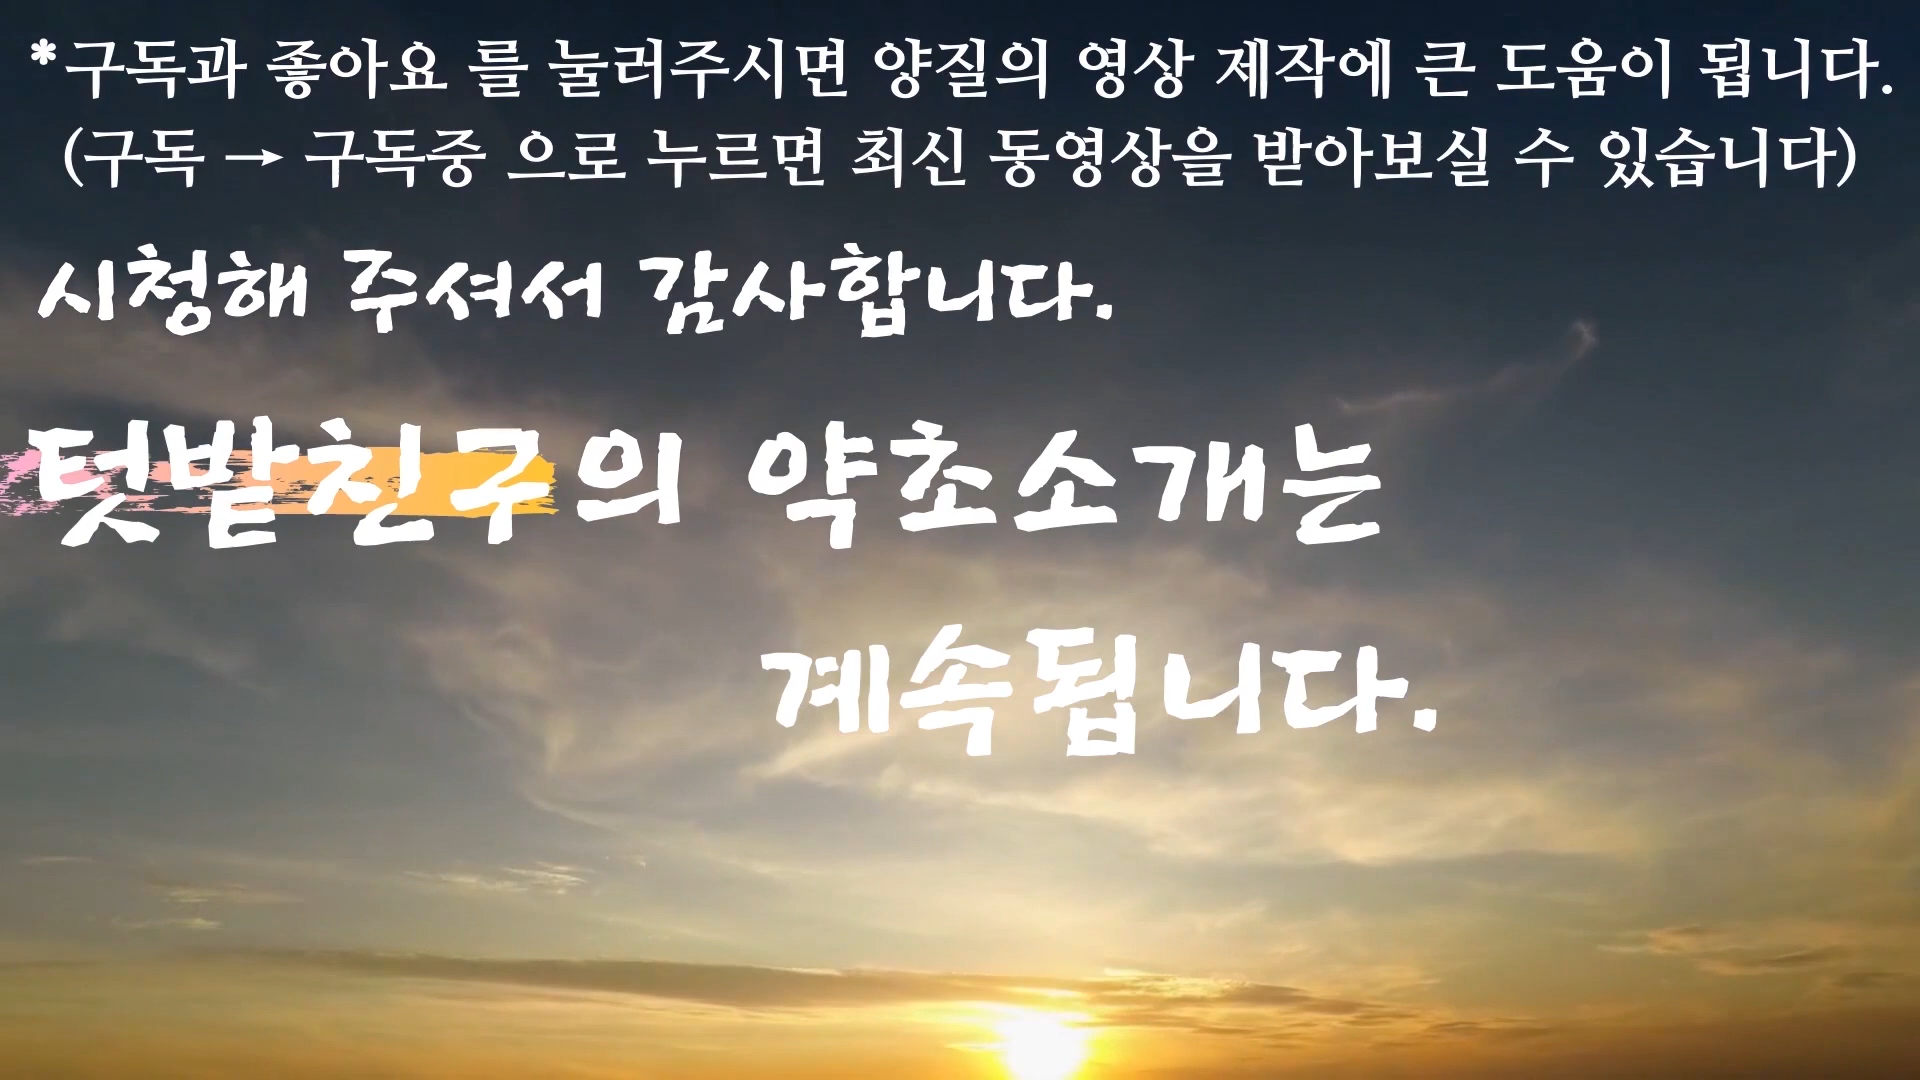 *구독과 좋아요 를 눌러주시면 양질의 영상 제작에 큰 도움이 됩니다.
(구독 → 구독중 으로 누르면 최신 동영상을 받아보실 수 있습니다)
시청해 주셔서 감사합니다.
텃밭친구의 약초소개는
계속됩니다.